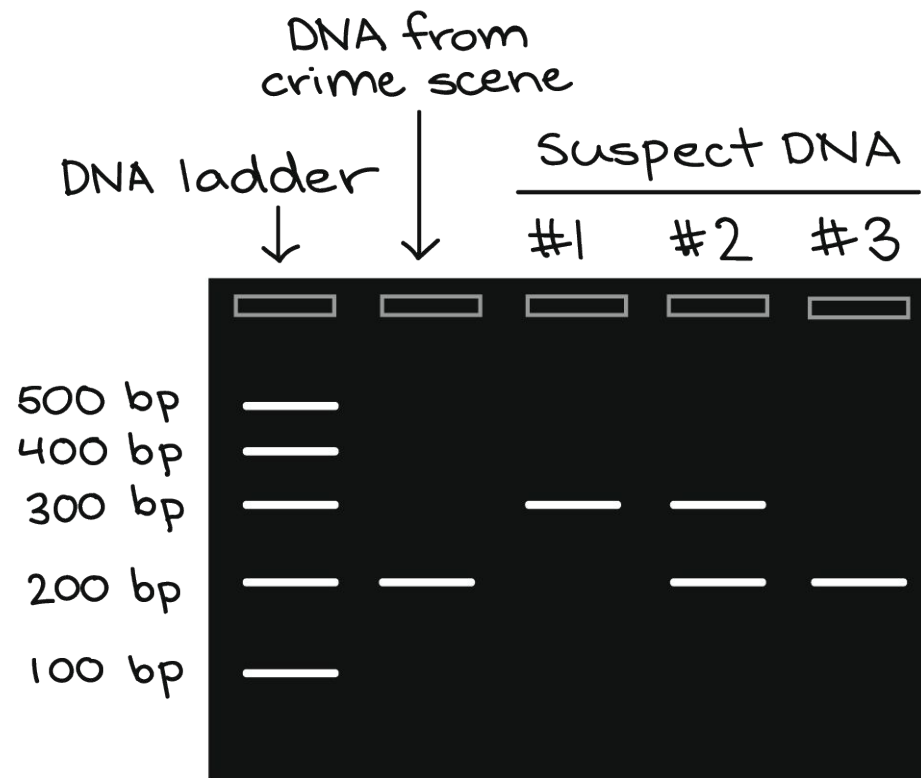 DNA from
crime scene
Suspect DNA
DNA ladder
#1 #2 #3
500 bp
400 bp
300 bp
200 bp
100 bp